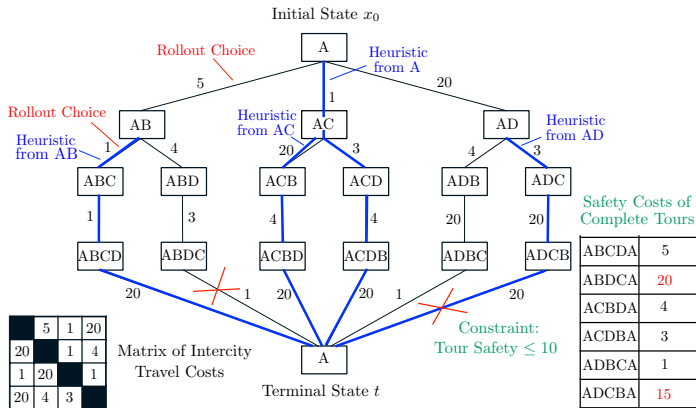 Initial State x₀
A
Rollout Choice
Heuristic
from A
5
1
20
Rollout Choice
AB
AC
AD
Heuristic
from AB
Heuristic
from AC
Heuristic
from AD
1
4
20
3
4
3
ABC
ABD
ACB
ACD
ADB
ADC
1
3
4
4
20
20
ABCD
ABDC
ACBD
ACDB
ADBC
ADCB
20
1
20
20
1
20
A
Terminal State t
Safety Costs of
Complete Tours
ABCDA 5
ABDCA 20
ACBDA 4
ACDBA 3
ADBCA 1
ADCBA 15
Constraint:
Tour Safety ≤ 10
5 1 20
20 1 4
1 20 1
20 4 3
Matrix of Intercity
Travel Costs